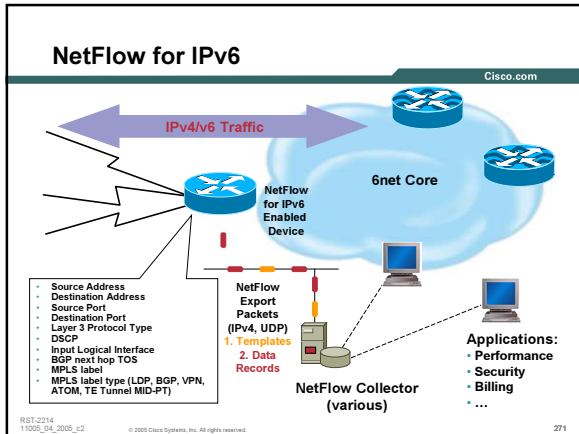 NetFlow for IPv6
Cisco.com
IPv4/v6 Traffic
6net Core
NetFlow
for IPv6
Enabled
Device
• Source Address
• Destination Address
• Source Port
• Destination Port
• Layer 3 Protocol Type
• DSCP
• Input Logical Interface
• BGP next hop TOS
• MPLS label
• MPLS label type (LDP, BGP, VPN,
ATOM, TE Tunnel MID-PT)
NetFlow
Export
Packets
(IPv4, UDP)
1. Templates
2. Data
Records
NetFlow Collector
(various)
Applications:
• Performance
• Security
• Billing
• ...
RST-2214
11005_04_2005_c2
© 2005 Cisco Systems, Inc. All rights reserved.
271